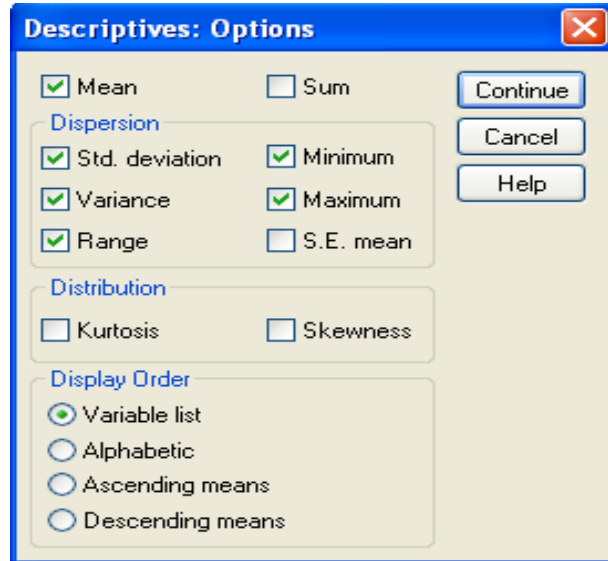 Descriptives: Options
Mean
Sum
Continue
Dispersion
Cancel
Std. deviation
Minimum
Help
Variance
Maximum
Range
S.E. mean
Distribution
Kurtosis
Skewness
Display Order
Variable list
Alphabetic
Ascending means
Descending means